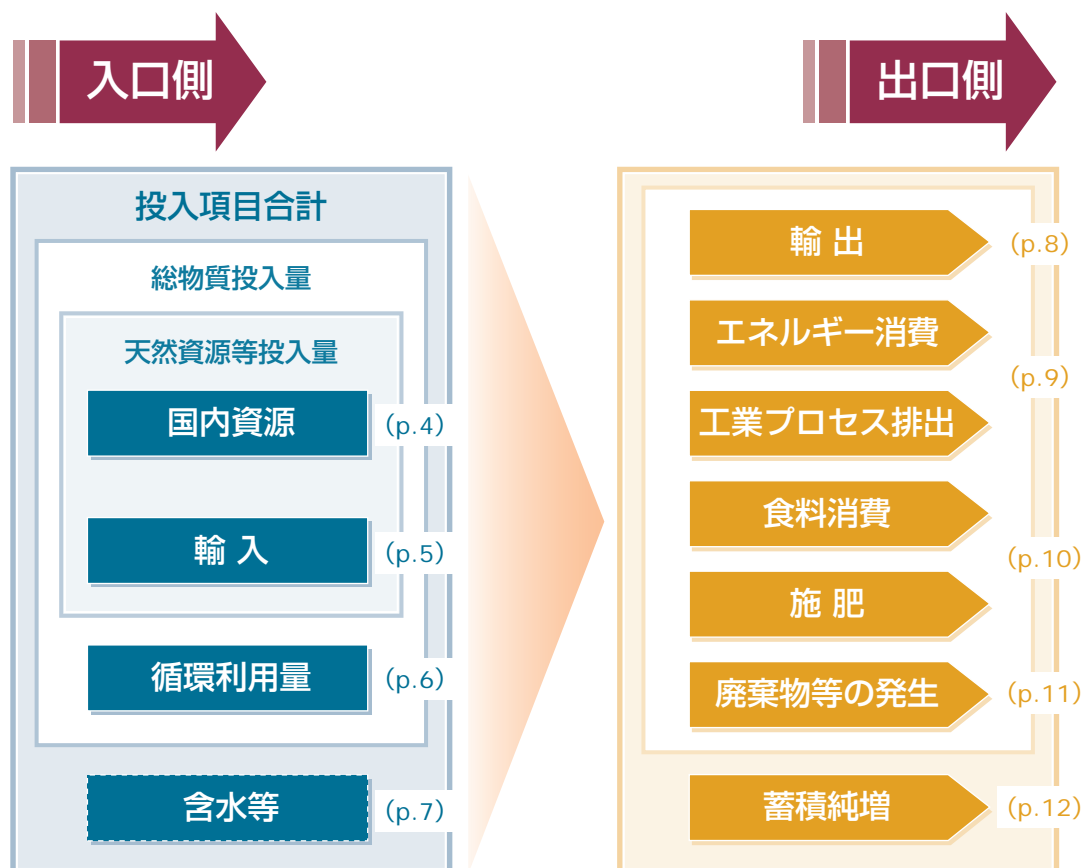 入口側
出口側
投入項目合計
総物質投入量
天然資源等投入量
国内資源
(p.4)
輸 入
(p.5)
循環利用量
(p.6)
含水等
(p.7)
輸 出
(p.8)
エネルギー消費
(p.9)
工業プロセス排出
食料消費
(p.10)
施 肥
廃棄物等の発生
(p.11)
蓄積純増
(p.12)